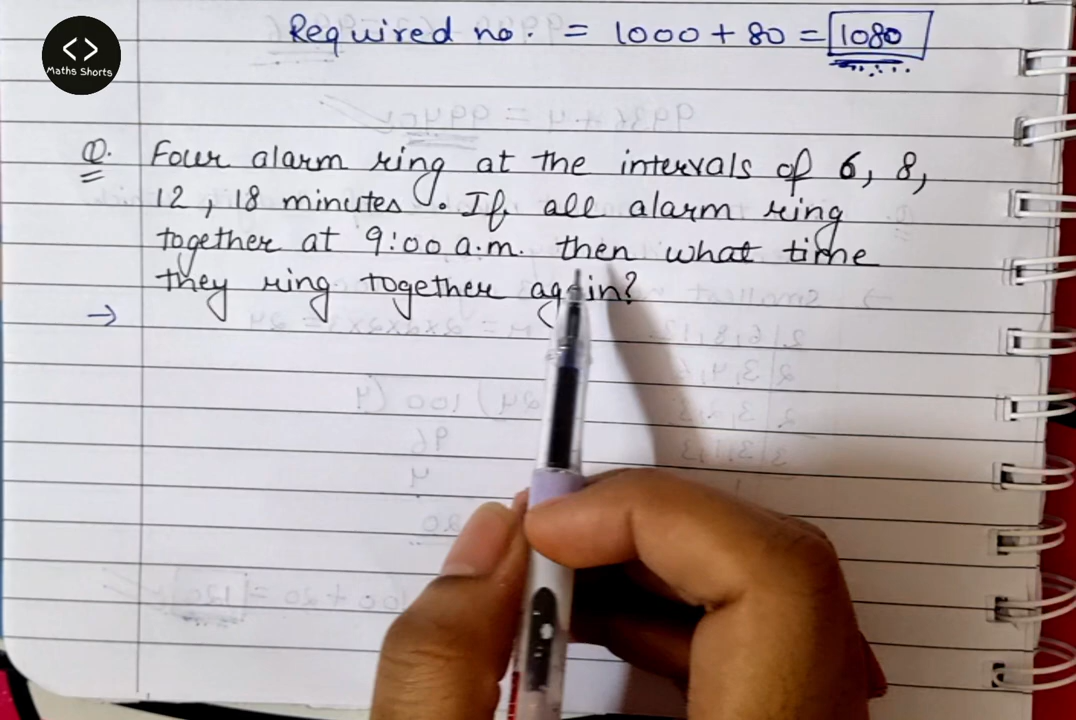 Required no. = 1000 + 80 = 1080
<>
Maths Shorts
Q. Four alarm ring at the intervals of 6, 8,
12, 18 minutes. If all alarm ring
together at 9:00 a.m. then what time
they ring together again?
→